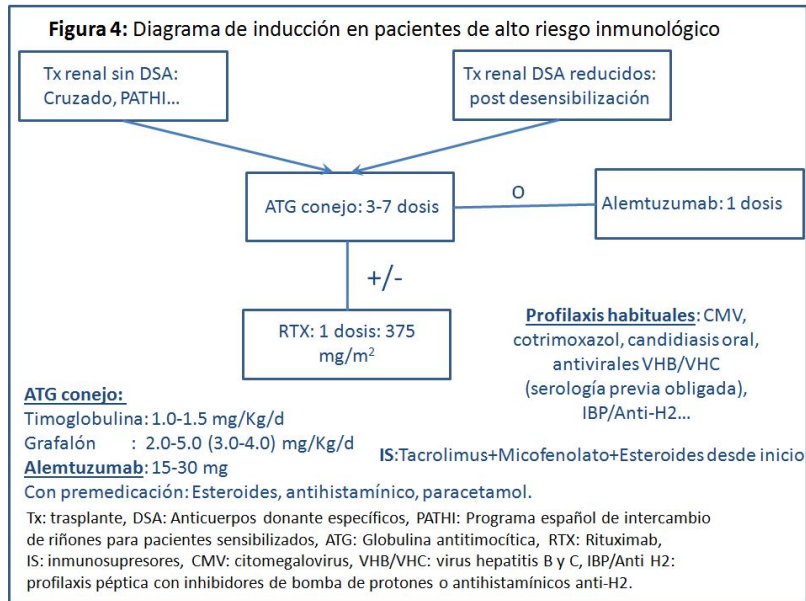 Figura 4: Diagrama de inducción en pacientes de alto riesgo inmunológico
Tx renal sin DSA:
Cruzado, PATHI...
Tx renal DSA reducidos:
post desensibilización
ATG conejo: 3-7 dosis
O
Alemtuzumab: 1 dosis
+/-
RTX: 1 dosis: 375
mg/m²
Profilaxis habituales: CMV,
cotrimoxazol, candidiasis oral,
antivirales VHB/VHC
(serología previa obligada),
IBP/Anti-H2...
ATG conejo:
Timoglobulina: 1.0-1.5 mg/Kg/d
Grafalón : 2.0-5.0 (3.0-4.0) mg/Kg/d
IS:Tacrolimus+Micofenolato+Esteroides desde inicio
Alemtuzumab: 15-30 mg
Con premedicación: Esteroides, antihistamínico, paracetamol.
Tx: trasplante, DSA: Anticuerpos donante específicos, PATHI: Programa español de intercambio
de riñones para pacientes sensibilizados, ATG: Globulina antitimocítica, RTX: Rituximab,
IS: inmunosupresores, CMV: citomegalovirus, VHB/VHC: virus hepatitis B y C, IBP/Anti H2:
profilaxis péptica con inhibidores de bomba de protones o antihistamínicos anti-H2.